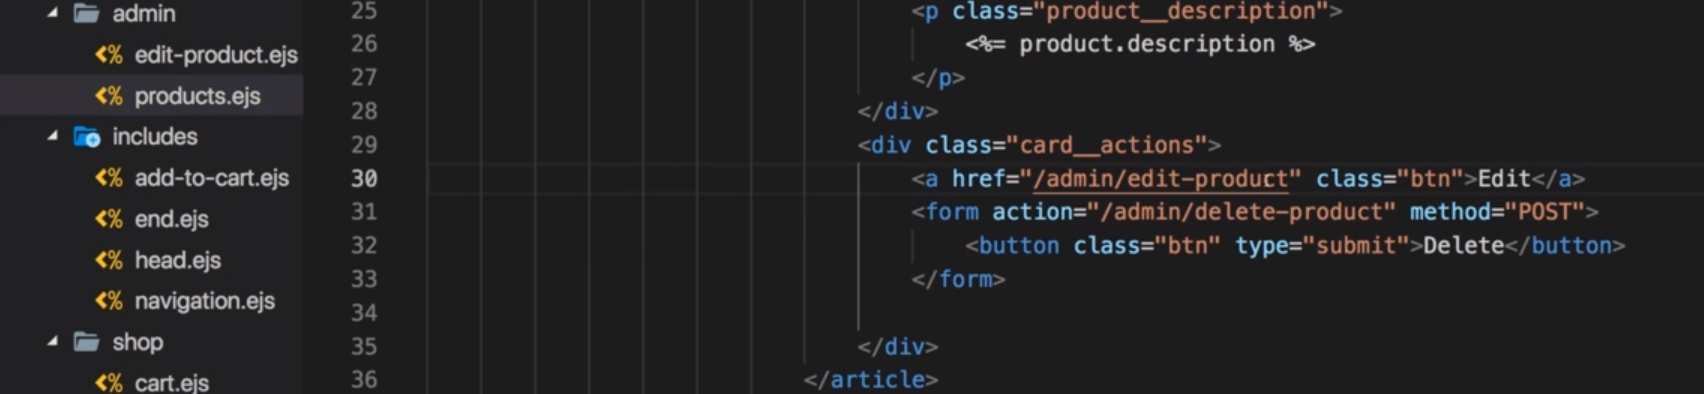 admin
edit-product.ejs
products.ejs
includes
add-to-cart.ejs
end.ejs
head.ejs
navigation.ejs
shop
cart.ejs
25 <p class="product__description">
26 <%= product.description %>
27 </p>
28 </div>
29 <div class="card__actions">
30 <a href="/admin/edit-product" class="btn">Edit</a>
31 <form action="/admin/delete-product" method="POST">
32 <button class="btn" type="submit">Delete</button>
33 </form>
34
35 </div>
36 </article>